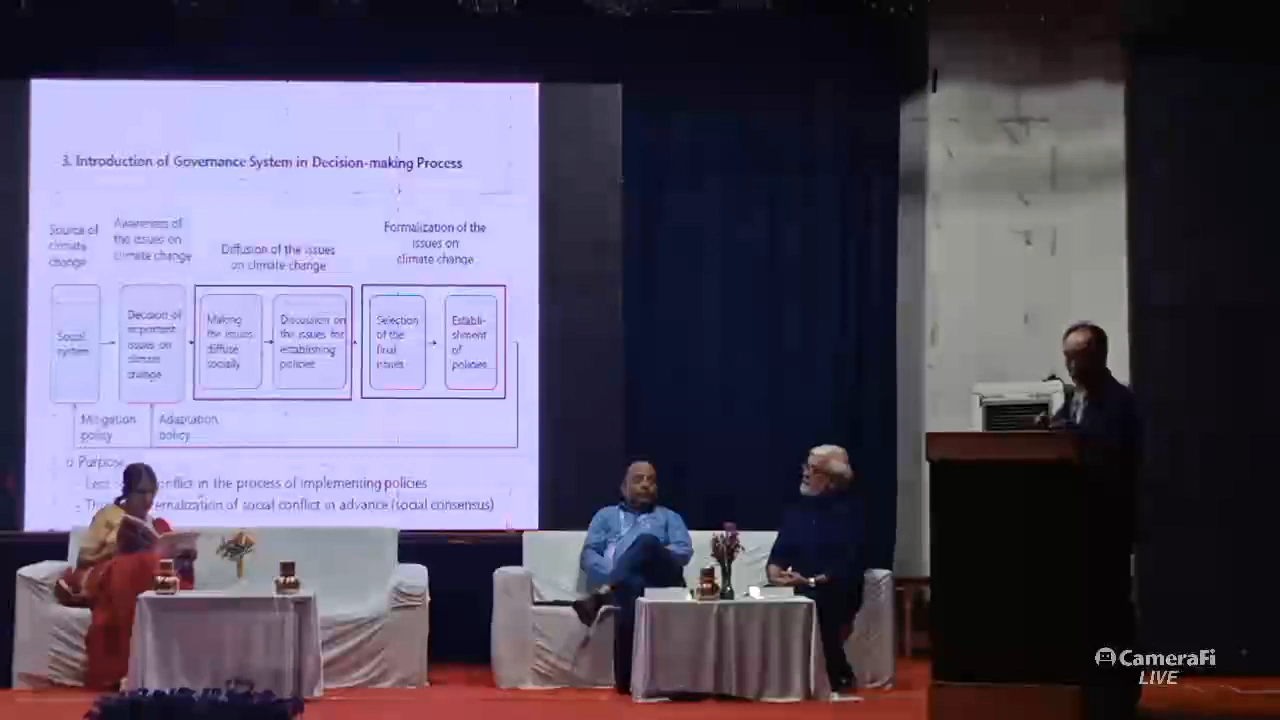 3. Introduction of Governance System in Decision-making Process
Source of
climate
change
Awareness of
the issues on
climate change
Diffusion of the issues
on climate change
Formalization of the
issues on
climate change
Social
system
Decision of
important
issues on
climate
change
Making
the issues
diffuse
socially
Discussion on
the issues for
establishing
policies
Selection
of the
final
issues
Establi-
shment
of
policies
Mitigation
policy
Adaptation
policy
Purpose
in the process of implementing policies
of social conflict in advance (social consensus)
CameraFi
LIVE